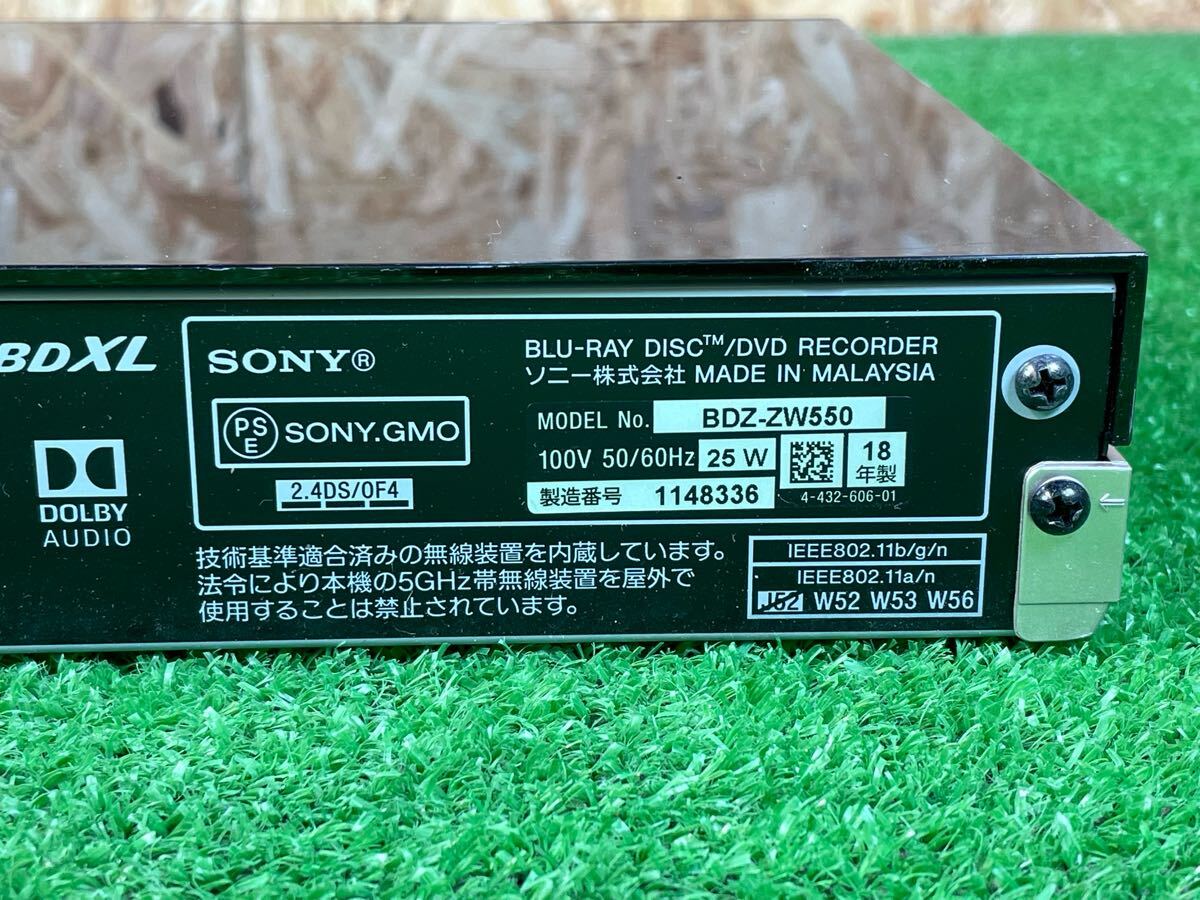 BDXL
DOLBY
AUDIO
SONY®
BLU-RAY DISC™/DVD RECORDER
ソニー株式会社 MADE IN MALAYSIA
PSE SONY.GMO
2.4DS/OF4
MODEL No. BDZ-ZW550
100V 50/60Hz 25 W
18年製
製造番号 1148336
4-432-606-01
技術基準適合済みの無線装置を内蔵しています。
法令により本機の5GHz帯無線装置を屋外で
使用することは禁止されています。
IEEE802.11b/g/n
IEEE802.11a/n
J52 W52 W53 W56